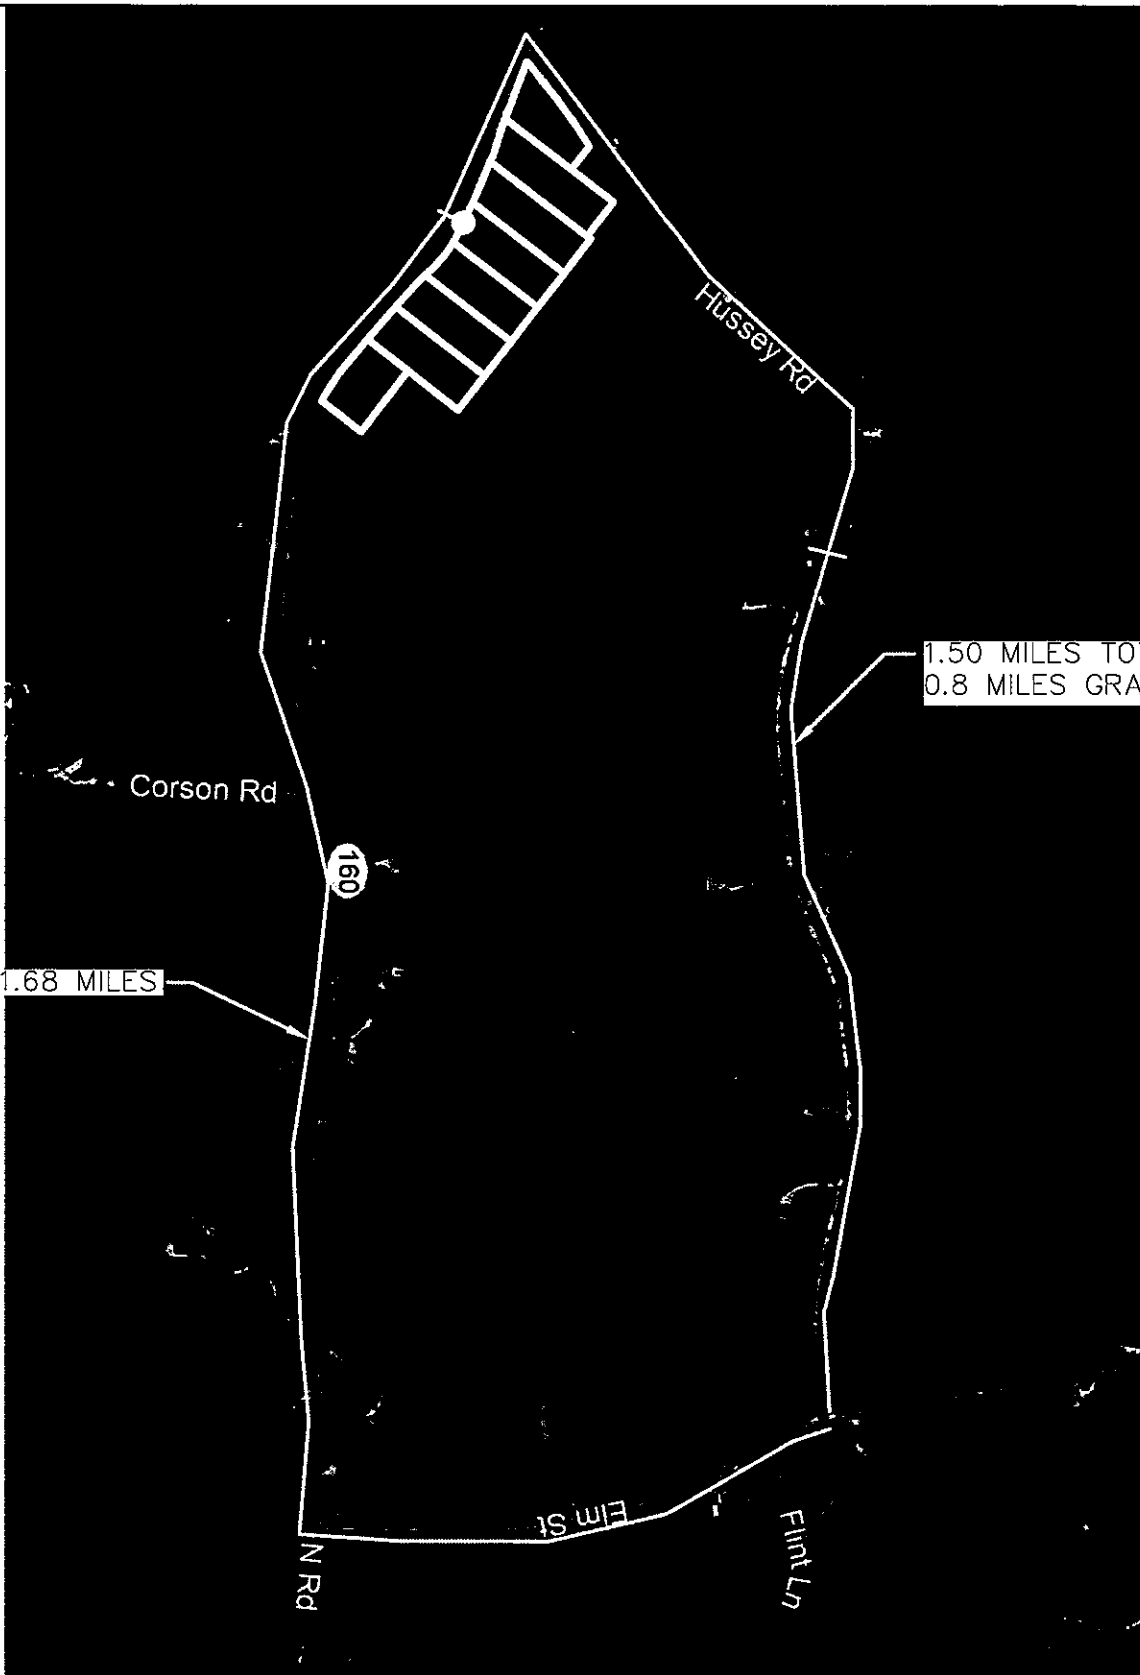 Hussey Rd
1.50 MILES TO
0.8 MILES GRA
Corson Rd
160
1.68 MILES
Elm St
Flint Ln
N Rd